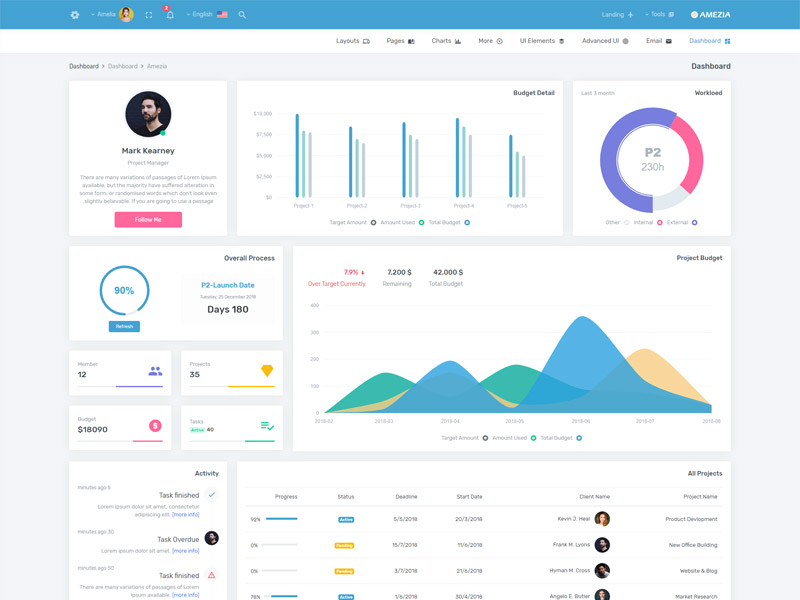 Amelia
2
English
Landing
Tools
AMEZIA
Layouts
Pages
Charts
More
UI Elements
Advanced UI
Email
Dashboard
Dashboard > Dashboard > Amezia
Dashboard
Mark Kearney
Project Manager
There are many variations of passages of Lorem Ipsum
available, but the majority have suffered alteration in
some form, or randomised words which don't look even
slightly believable. If you are going to use a passage
Follow Me
Budget Detail
$10,000
$7,500
$5,000
$2,500
$0
Project-1
Project-2
Project-3
Project-4
Project-5
Target Amount
Amount Used
Total Budget
Last 3 month
Workloed
P2
230h
Other
Internal
External
Overall Process
90%
Refresh
P2-Launch Date
Tuesday, 25 December 2018
Days 180
Project Budget
7.9%
Over Target Currently
7.200 $
Remaining
42.000 $
Total Budget
400
300
200
100
0
2018-02
2018-03
2018-04
2018-05
2018-06
2018-07
2018-08
Target Amount
Amount Used
Total Budget
Member
12
Projects
35
Budget
$18090
Tasks
Active 40
Activity
minutes ago 5
Task finished
Lorem ipsum dolor sit amet, consectetur
adipiscing elit. [more info]
minutes ago 30
Task Overdue
Lorem ipsum dolor. [more info]
minutes ago 50
Task finished
There are many variations of passages of
Lorem Ipsum [more info]
All Projects
Progress Status Deadline Start Date Client Name Project Name
92% Active 5/5/2018 20/3/2018 Kevin J. Heal Product Devlopment
0% Pending 15/7/2018 11/6/2018 Frank M. Lyons New Office Building
0% Pending 3/7/2018 21/6/2018 Hyman M. Cross Website & Blog
78% Active 1/6/2018 30/4/2018 Angelo E. Butler Market Research